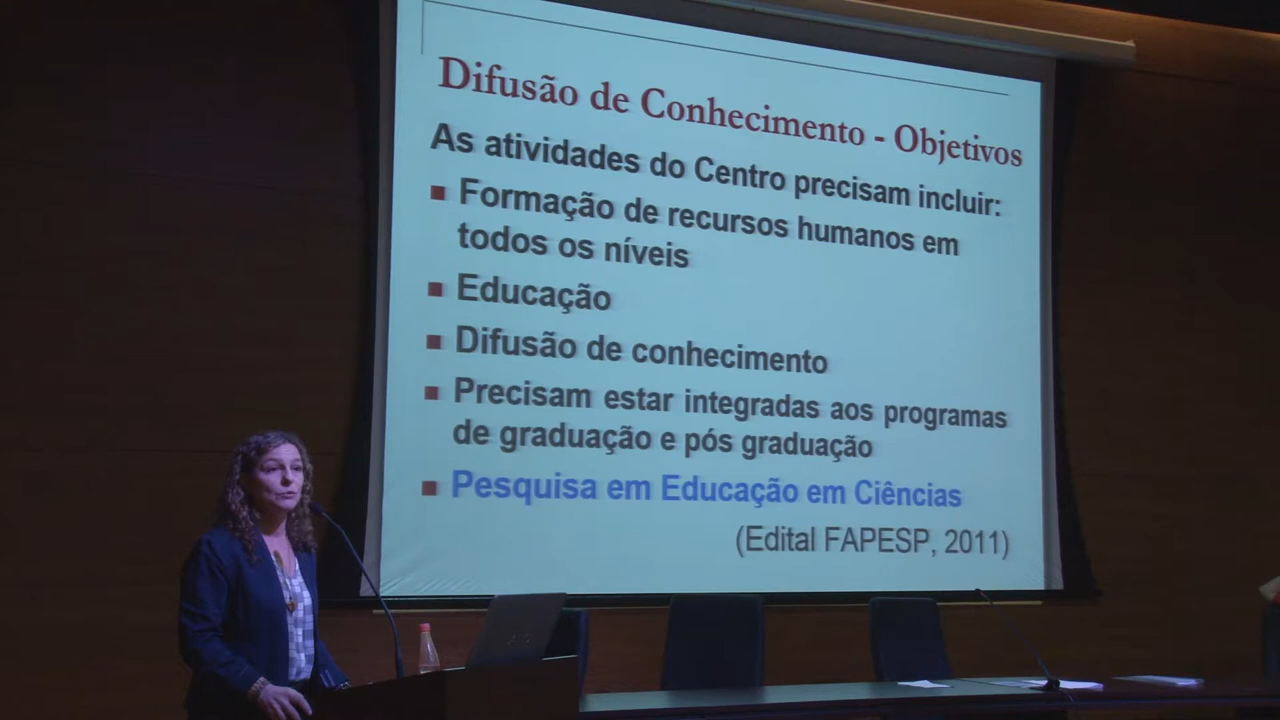 Difusão de Conhecimento - Objetivos
As atividades do Centro precisam incluir:
Formação de recursos humanos em
todos os níveis
Educação
Difusão de conhecimento
Precisam estar integradas aos programas
de graduação e pós graduação
Pesquisa em Educação em Ciências
(Edital FAPESP, 2011)